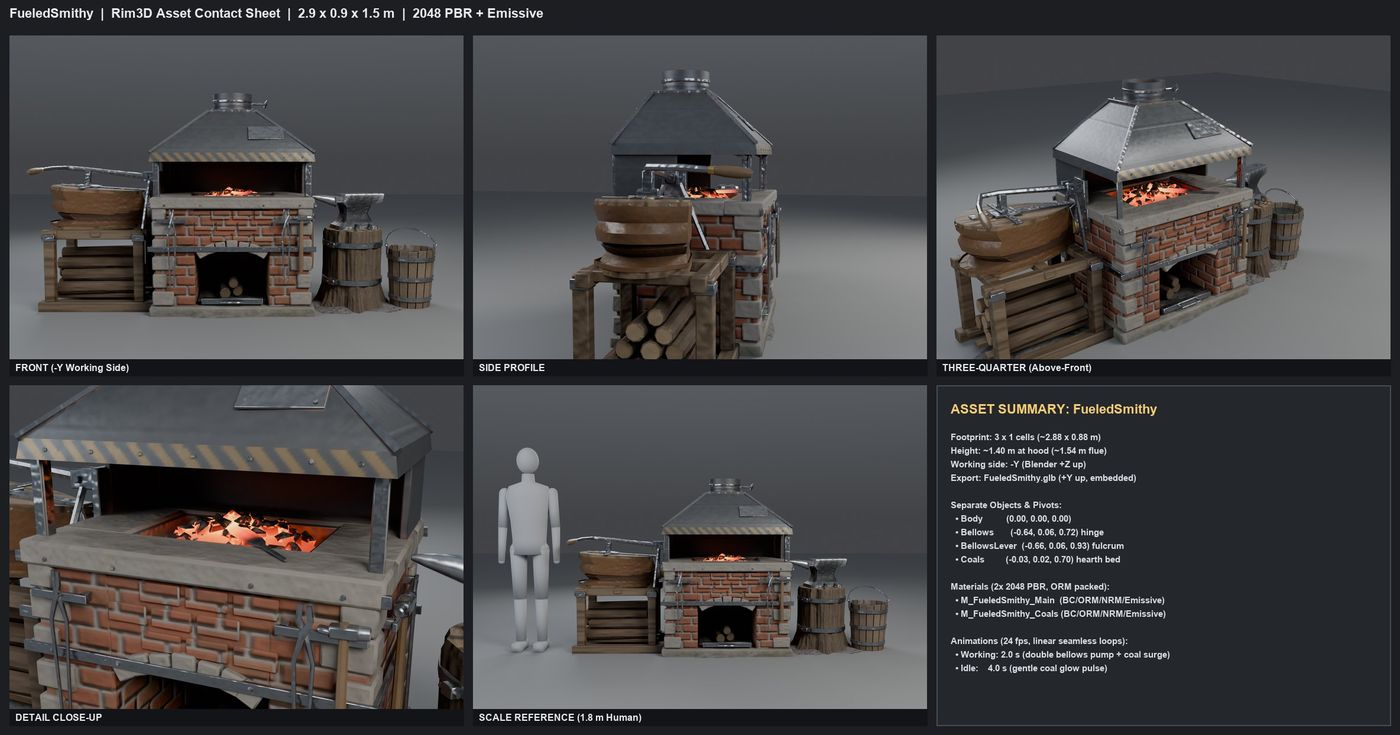 FueledSmithy | Rim3D Asset Contact Sheet | 2.9 x 0.9 x 1.5 m | 2048 PBR + Emissive
FRONT (-Y Working Side)
SIDE PROFILE
THREE-QUARTER (Above-Front)
DETAIL CLOSE-UP
SCALE REFERENCE (1.8 m Human)
ASSET SUMMARY: FueledSmithy
Footprint: 3 x 1 cells (~2.88 x 0.88 m)
Height: ~1.40 m at hood (~1.54 m flue)
Working side: -Y (Blender +Z up)
Export: FueledSmithy.glb (+Y up, embedded)
Separate Objects & Pivots:
• Body (0.00, 0.00, 0.00)
• Bellows (-0.64, 0.06, 0.72) hinge
• BellowsLever (-0.66, 0.06, 0.93) fulcrum
• Coals (-0.03, 0.02, 0.70) hearth bed
Materials (2x 2048 PBR, ORM packed):
• M_FueledSmithy_Main (BC/ORM/NRM/Emissive)
• M_FueledSmithy_Coals (BC/ORM/NRM/Emissive)
Animations (24 fps, linear seamless loops):
• Working: 2.0 s (double bellows pump + coal surge)
• Idle: 4.0 s (gentle coal glow pulse)